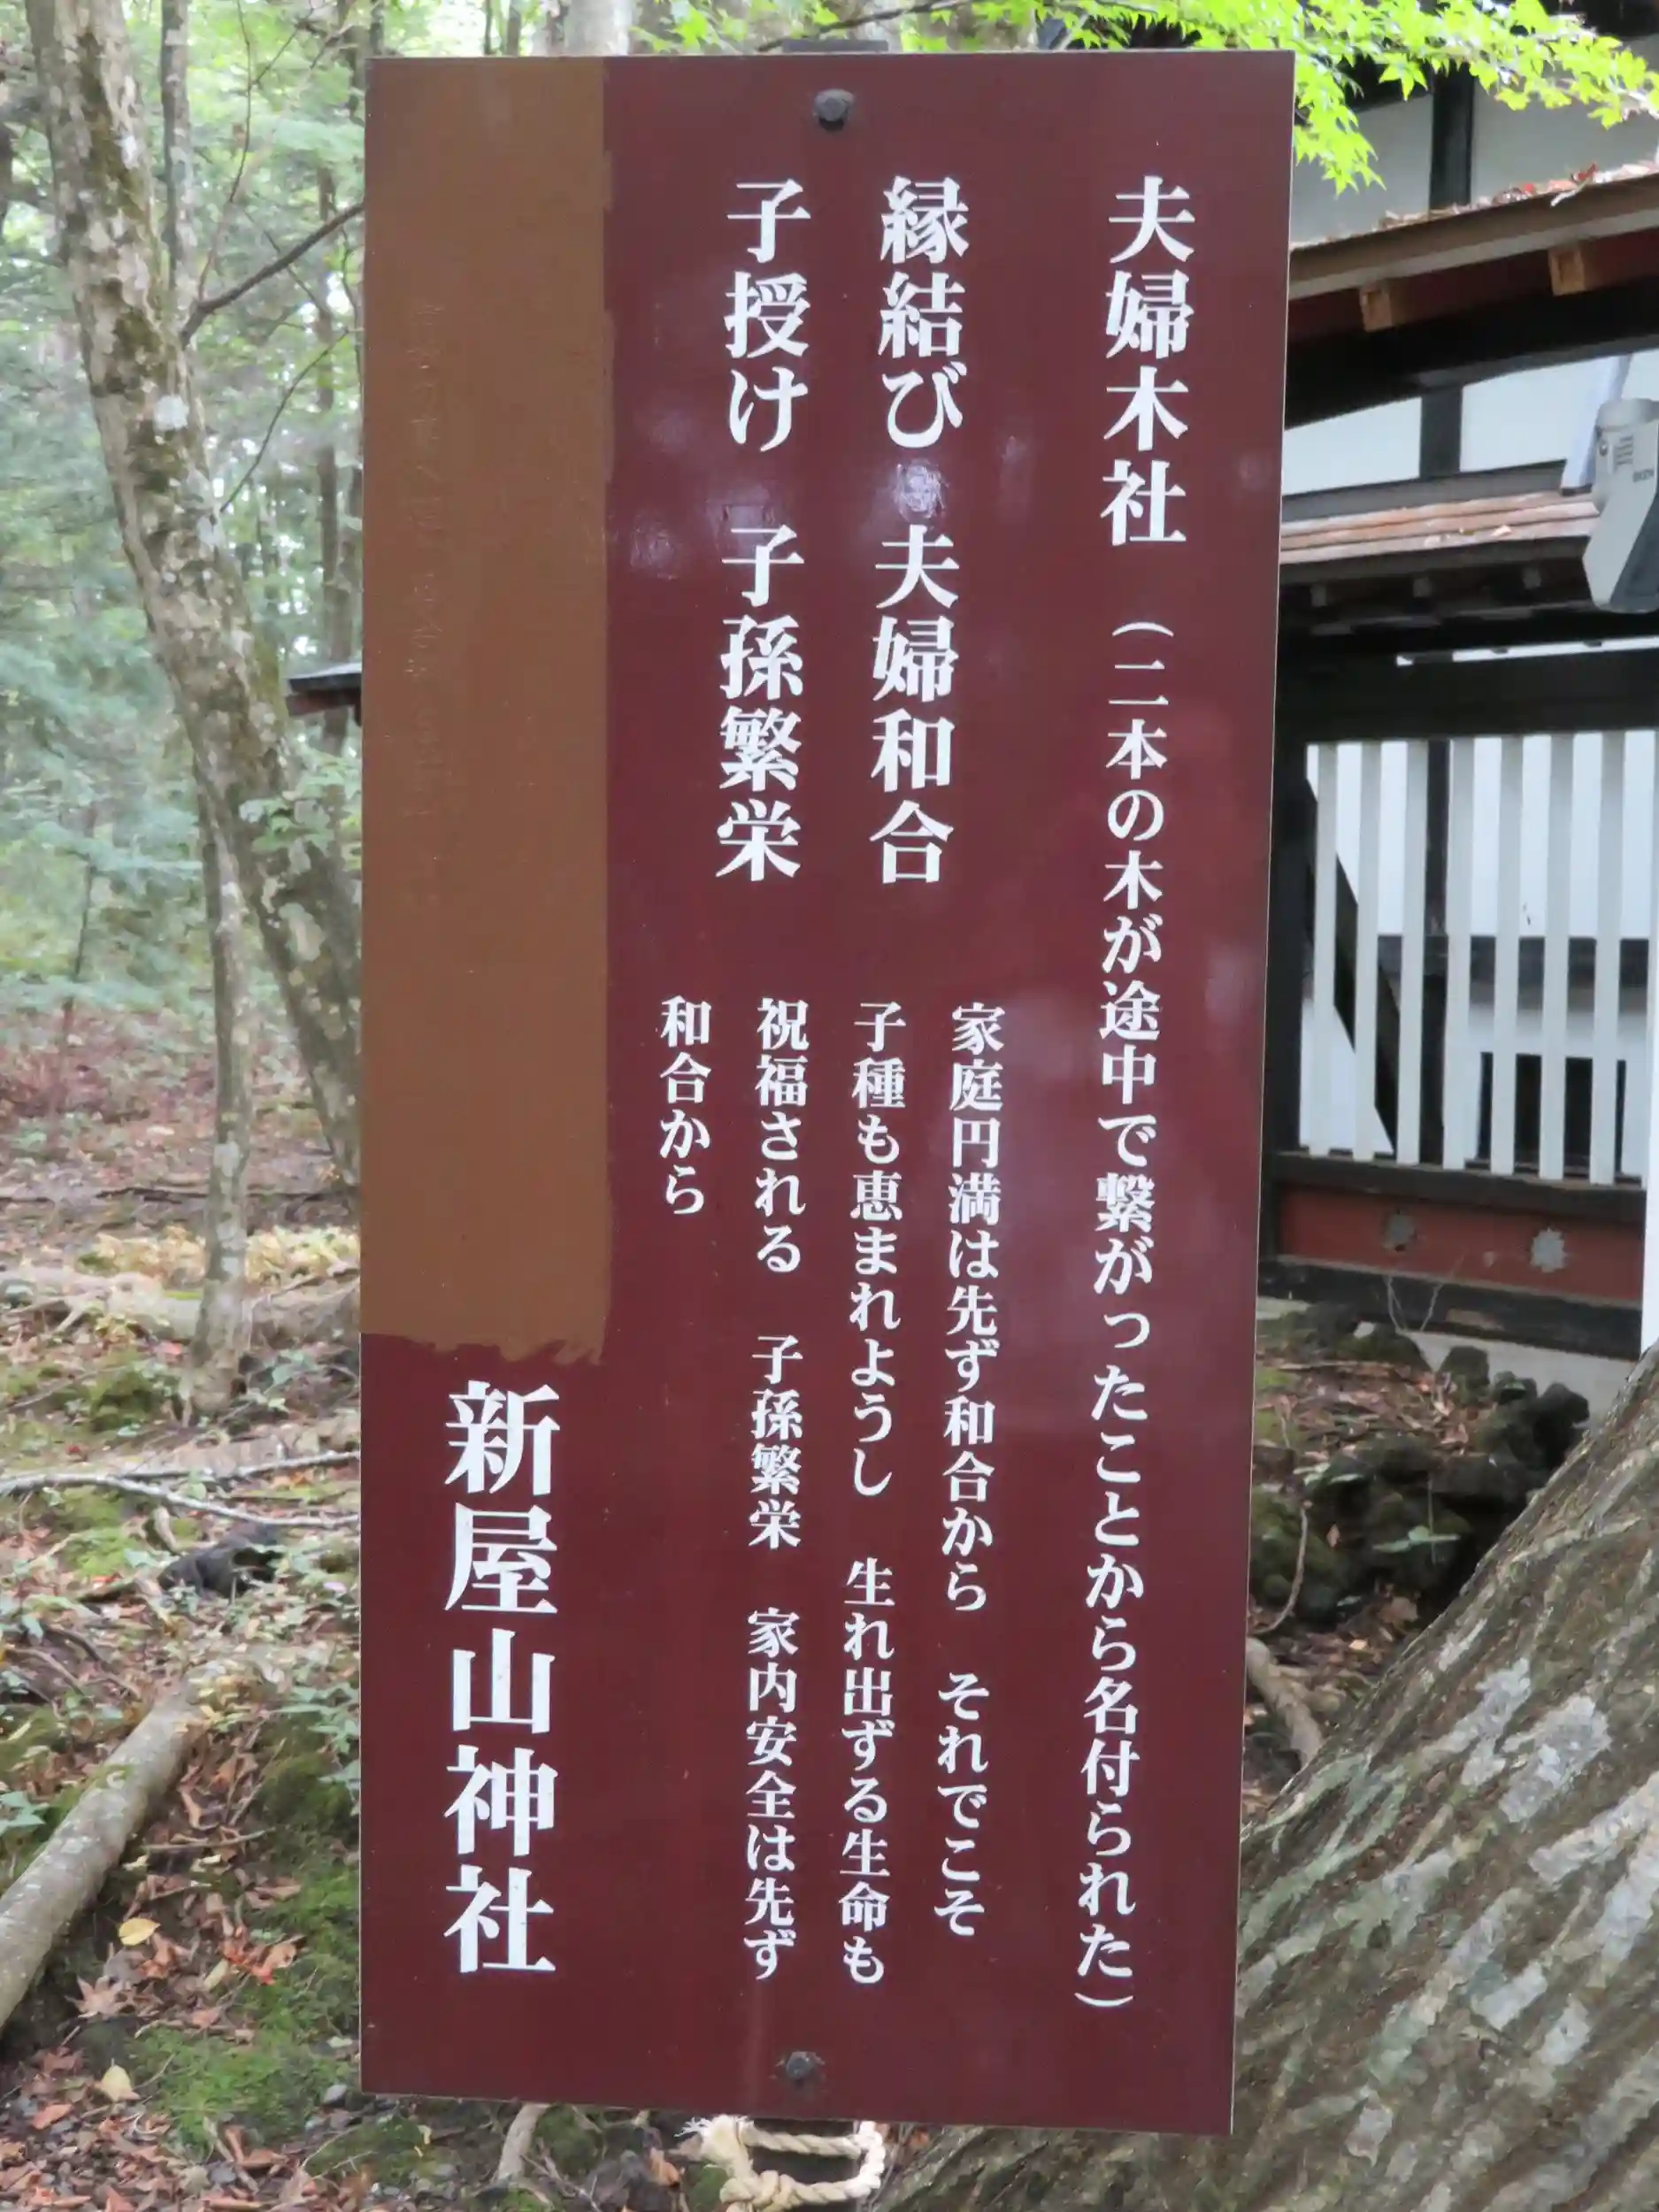 夫婦木社 (二本の木が途中で繋がったことから名付られた)
縁結び 夫婦和合
子授け 子孫繁栄
家庭円満は先ず和合から それでこそ
子種も恵まれようし 生れ出ずる生命も
祝福される 子孫繁栄 家内安全は先ず
和合から
新屋山神社